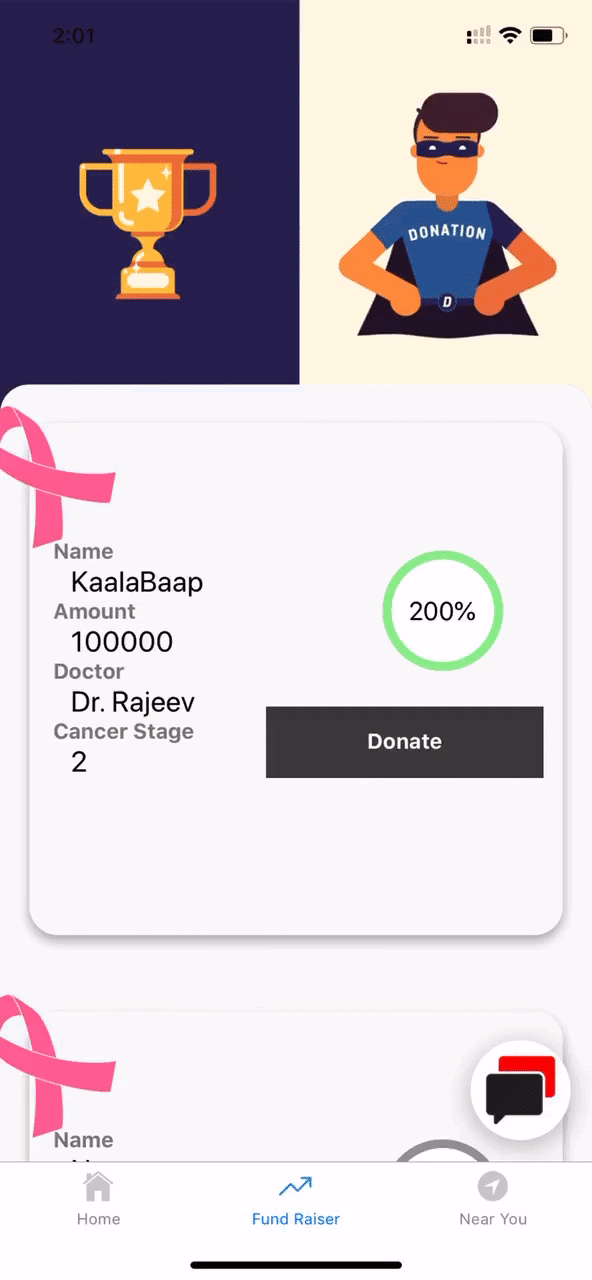 2:01
DONATION
D
Name
KaalaBaap
Amount
100000
200%
Doctor
Dr. Rajeev
Cancer Stage
Donate
2
Name
Home
Fund Raiser
Near You